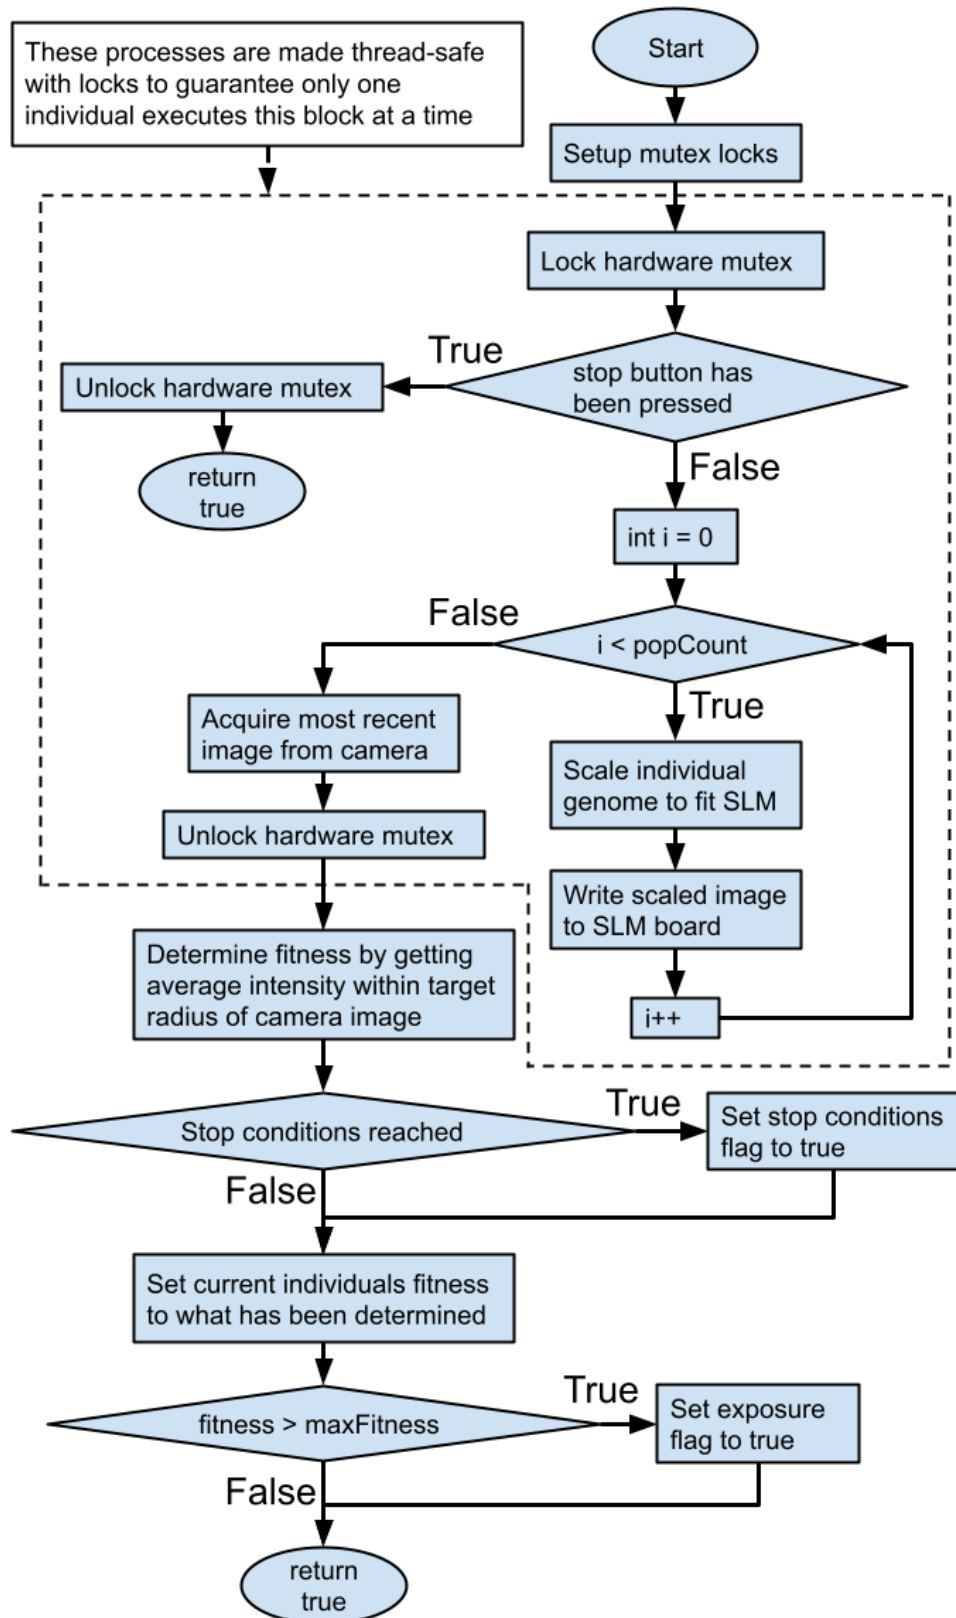 These processes are made thread-safe
with locks to guarantee only one
individual executes this block at a time
Start
Setup mutex locks
Lock hardware mutex
True
stop button has
been pressed
Unlock hardware mutex
return
true
False
int i = 0
False
i < popCount
True
Acquire most recent
image from camera
Scale individual
genome to fit SLM
Unlock hardware mutex
Write scaled image
to SLM board
i++
Determine fitness by getting
average intensity within target
radius of camera image
Stop conditions reached
True
Set stop conditions
flag to true
False
Set current individuals fitness
to what has been determined
fitness > maxFitness
True
Set exposure
flag to true
False
return
true